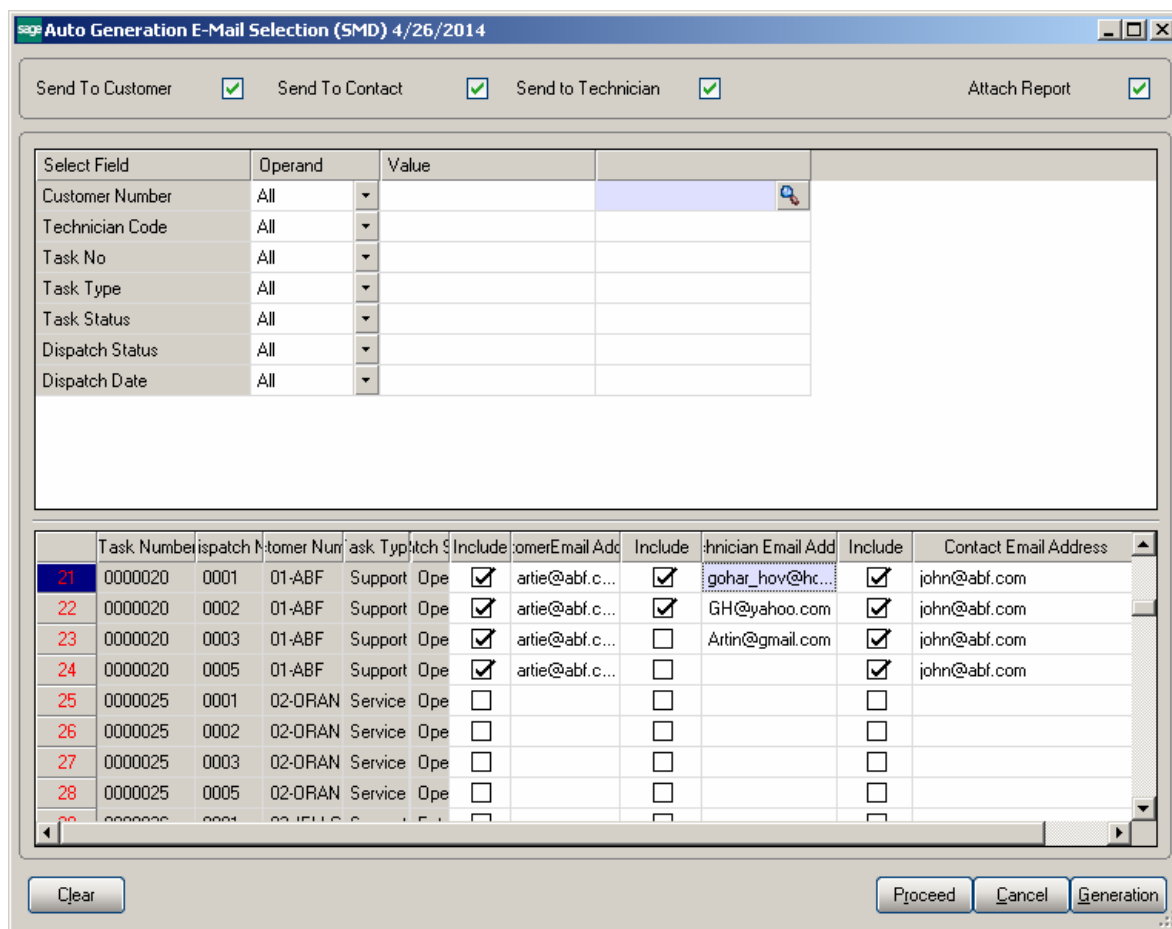 sage Auto Generation E-Mail Selection (SMD) 4/26/2014
Send To Customer Send To Contact Send to Technician Attach Report
Select Field Operand Value
Customer Number All
Technician Code All
Task No All
Task Type All
Task Status All
Dispatch Status All
Dispatch Date All
Task Number ispatch N tomer Num ask Typ tch S Include omerEmail Add Include hnician Email Add Include Contact Email Address
21 0000020 0001 01-ABF Support Ope artie@abf.c... gohar_hov@hc... john@abf.com
22 0000020 0002 01-ABF Support Ope artie@abf.c... GH@yahoo.com john@abf.com
23 0000020 0003 01-ABF Support Ope artie@abf.c... Artin@gmail.com john@abf.com
24 0000020 0005 01-ABF Support Ope artie@abf.c... john@abf.com
25 0000025 0001 02-ORAN Service Ope
26 0000025 0002 02-ORAN Service Ope
27 0000025 0003 02-ORAN Service Ope
28 0000025 0005 02-ORAN Service Ope
Clear Proceed Cancel Generation